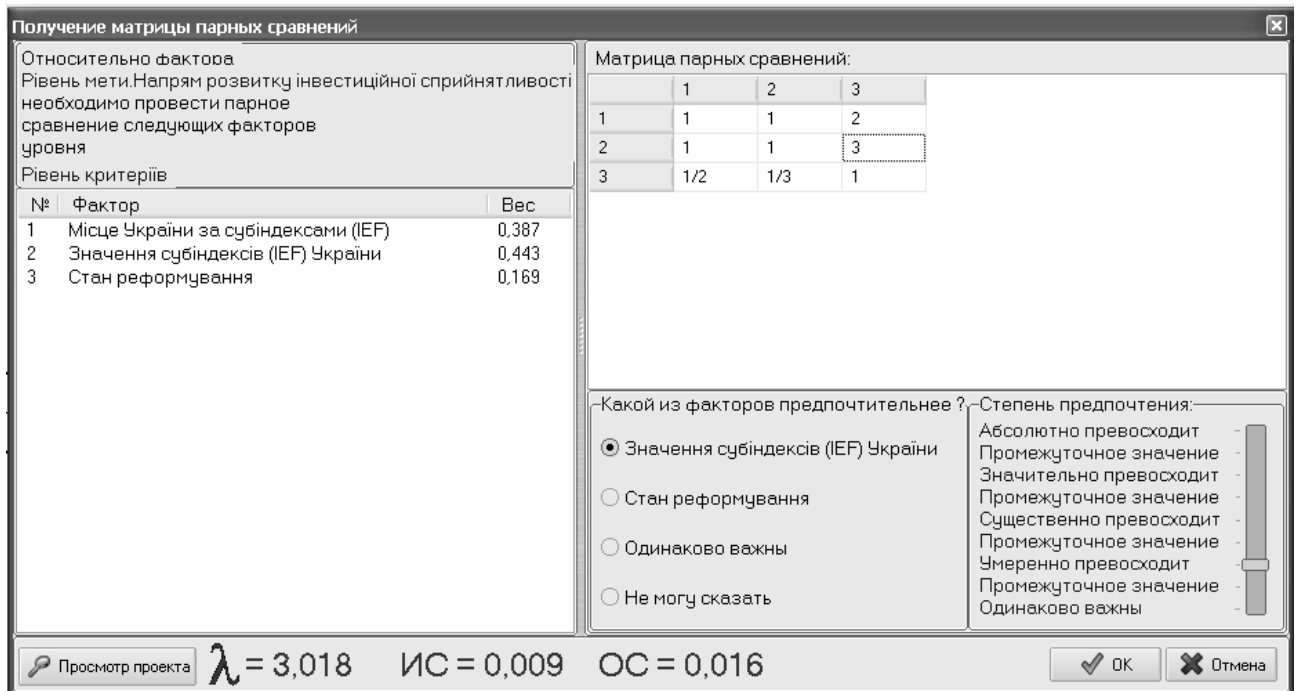 Получение матрицы парных сравнений
Относительно фактора
Рівень мети.Напрям розвитку інвестиційної сприйнятливості
необходимо провести парное
сравнение следующих факторов
уровня
Рівень критеріїв
№ Фактор Вес
1 Місце України за субіндексами (IEF) 0,387
2 Значення субіндексів (IEF) України 0,443
3 Стан реформування 0,169
Матрица парных сравнений:
1 2 3
1 1 1 2
2 1 1 3
3 1/2 1/3 1
Какой из факторов предпочтительнее ?
Значення субіндексів (IEF) України
Стан реформування
Одинаково важны
Не могу сказать
Степень предпочтения:
Абсолютно превосходит
Промежуточное значение
Значительно превосходит
Промежуточное значение
Существенно превосходит
Промежуточное значение
Умеренно превосходит
Промежуточное значение
Одинаково важны
Просмотр проекта λ = 3,018 ИС = 0,009 ОС = 0,016 OK Отмена